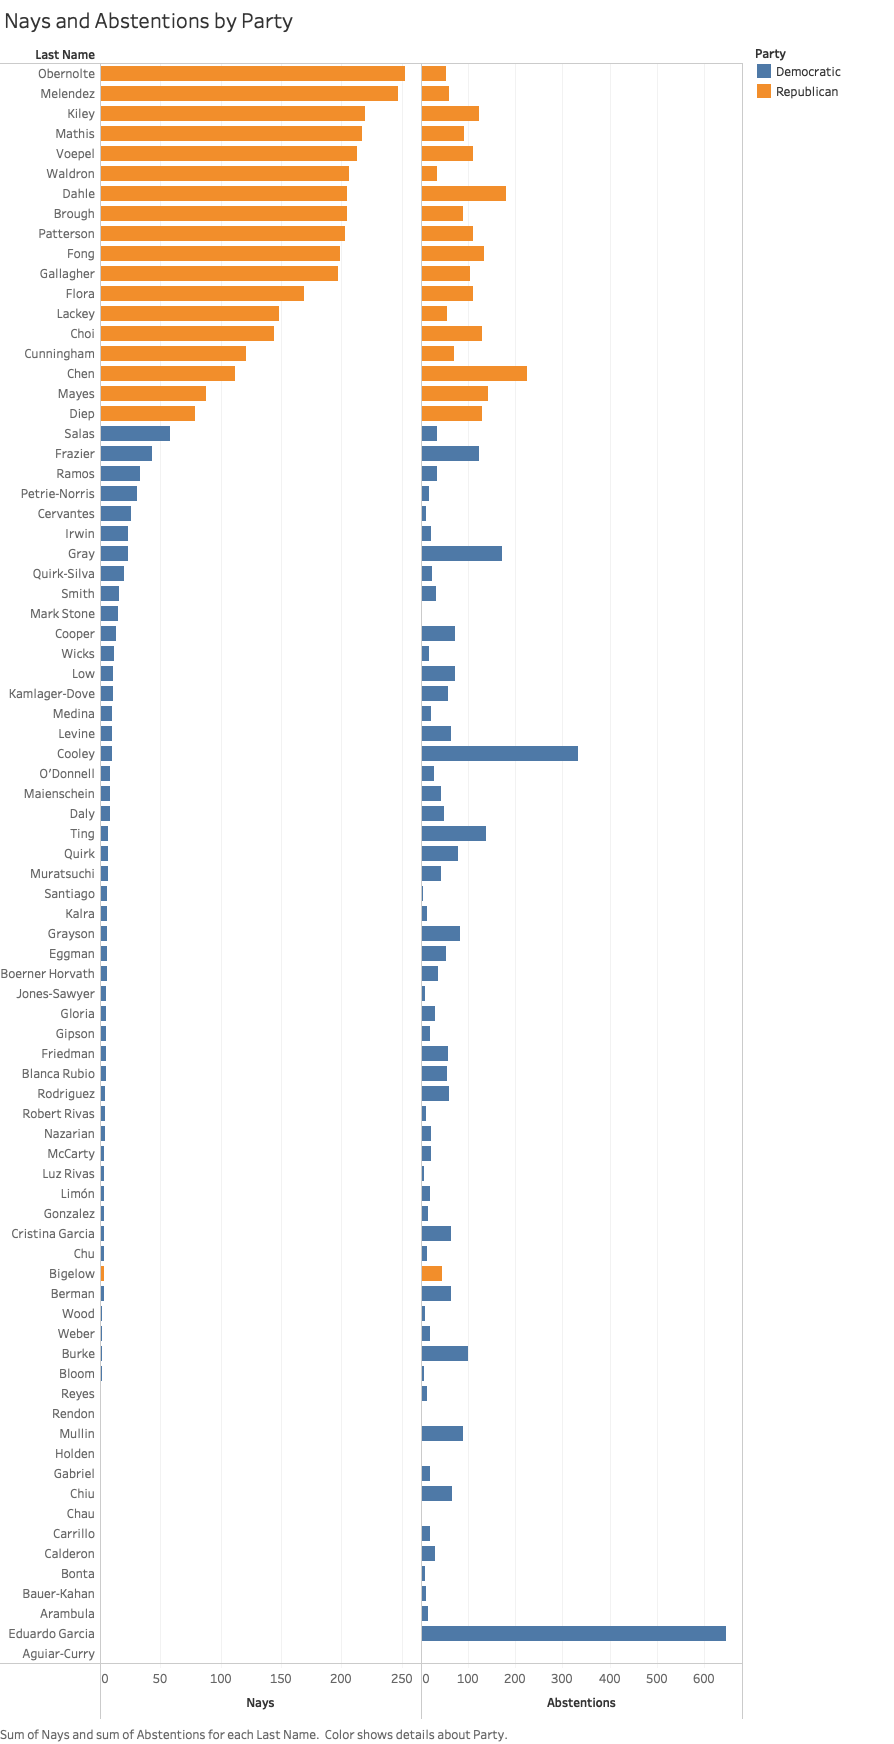 Nays and Abstentions by Party
Last Name
Party
Democratic
Republican
Obernolte
Melendez
Kiley
Mathis
Voepel
Waldron
Dahle
Brough
Patterson
Fong
Gallagher
Flora
Lackey
Choi
Cunningham
Chen
Mayes
Diep
Salas
Frazier
Ramos
Petrie-Norris
Cervantes
Irwin
Gray
Quirk-Silva
Smith
Mark Stone
Cooper
Wicks
Low
Kamlager-Dove
Medina
Levine
Cooley
O’Donnell
Maienschein
Daly
Ting
Quirk
Muratsuchi
Santiago
Kalra
Grayson
Eggman
Boerner Horvath
Jones-Sawyer
Gloria
Gipson
Friedman
Blanca Rubio
Rodriguez
Robert Rivas
Nazarian
McCarty
Luz Rivas
Limón
Gonzalez
Cristina Garcia
Chu
Bigelow
Berman
Wood
Weber
Burke
Bloom
Reyes
Rendon
Mullin
Holden
Gabriel
Chiu
Chau
Carrillo
Calderon
Bonta
Bauer-Kahan
Arambula
Eduardo Garcia
Aguiar-Curry
0 50 100 150 200 250 0 100 200 300 400 500 600
Nays Abstentions
Sum of Nays and sum of Abstentions for each Last Name. Color shows details about Party.